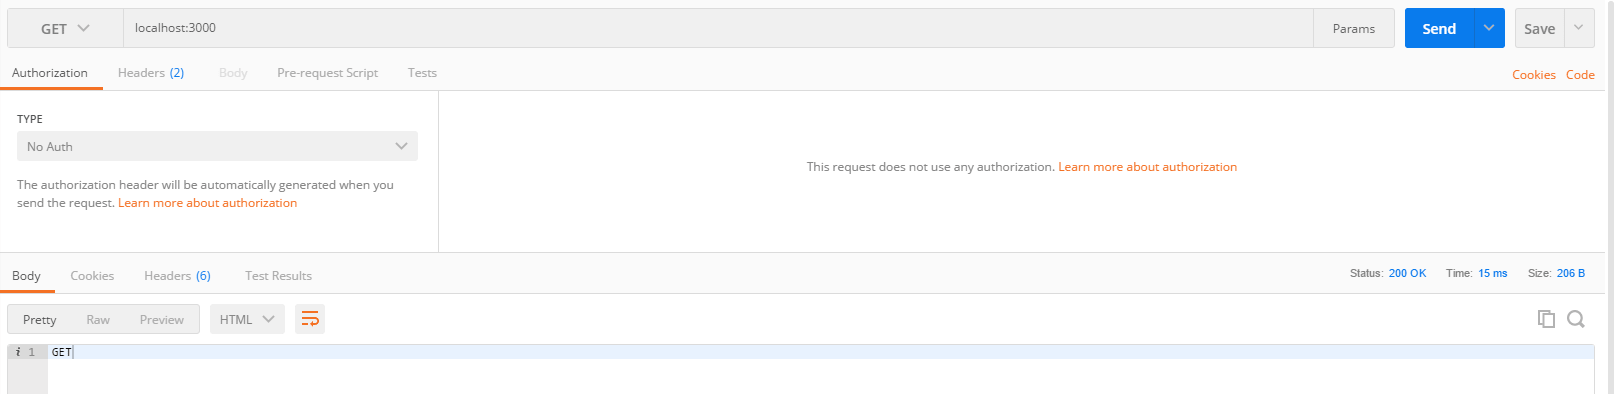 GET localhost:3000 Params Send Save
Authorization Headers (2) Body Pre-request Script Tests Cookies Code
TYPE
No Auth
This request does not use any authorization. Learn more about authorization
The authorization header will be automatically generated when you
send the request. Learn more about authorization
Body Cookies Headers (6) Test Results Status: 200 OK Time: 15 ms Size: 206 B
Pretty Raw Preview HTML
i 1 GET